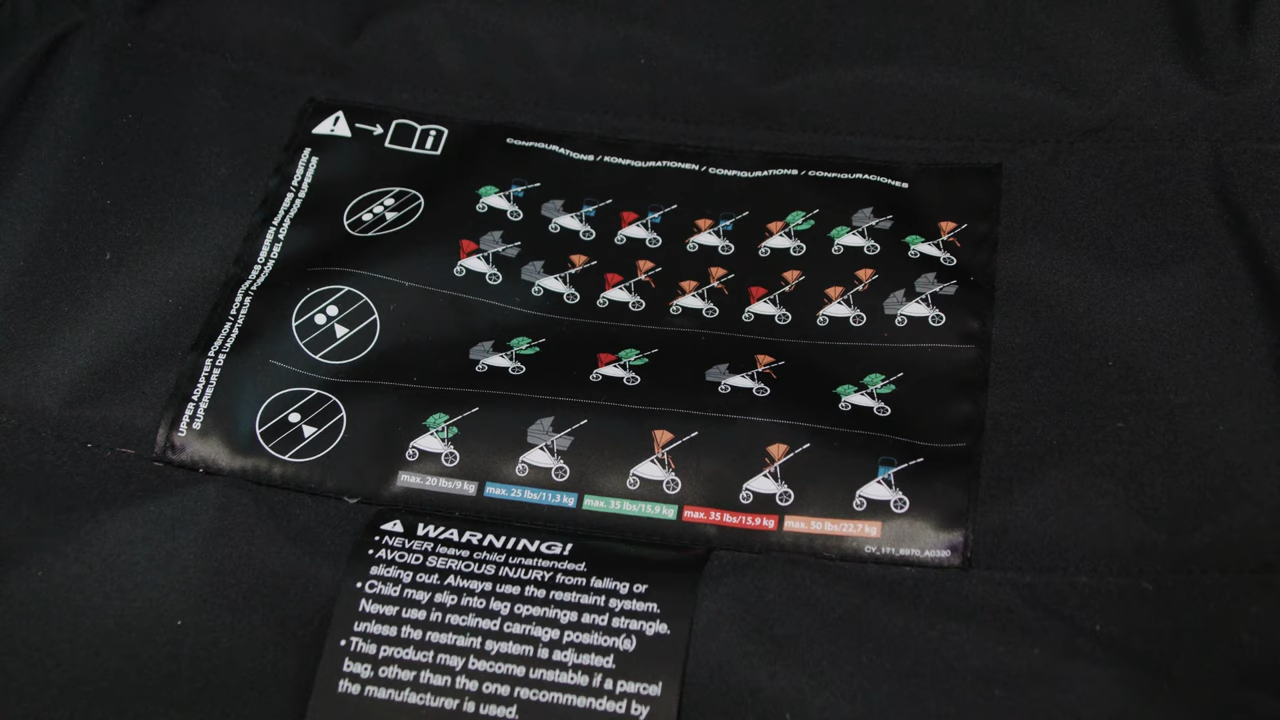 CONFIGURATIONS / KONFIGURATIONEN / CONFIGURATIONS / CONFIGURACIONES
UPPER ADAPTER POSITION / POSITION DES OBEREN ADAPTERS / POSITION
SUPÉRIEURE DE L'ADAPTATEUR / POSICIÓN DEL ADAPTADOR SUPERIOR
max. 20 lbs/9 kg
max. 25 lbs/11,3 kg
max. 35 lbs/15,9 kg
max. 35 lbs/15,9 kg
max. 50 lbs/22,7 kg
CY_171_6970_A0320
WARNING!
• NEVER leave child unattended.
• AVOID SERIOUS INJURY from falling or
sliding out. Always use the restraint system.
• Child may slip into leg openings and strangle.
Never use in reclined carriage position(s)
unless the restraint system is adjusted.
• This product may become unstable if a parcel
bag, other than the one recommended by
the manufacturer is used.